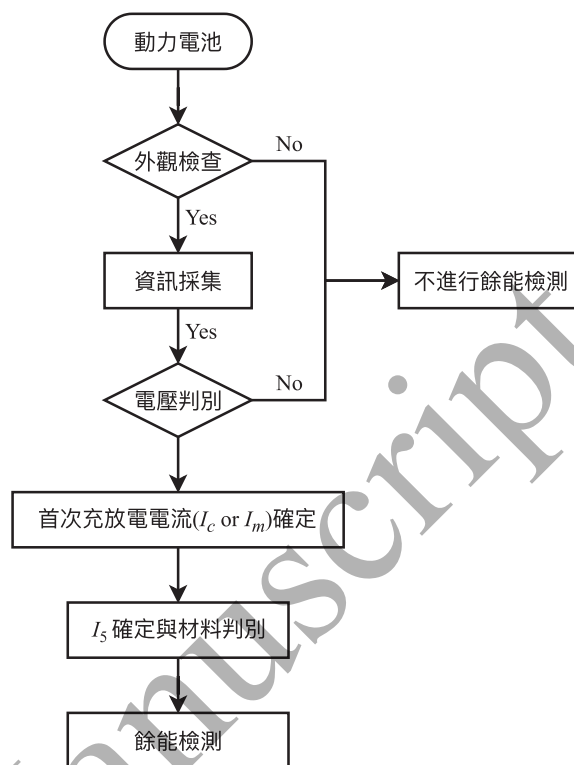 動力電池
外觀檢查
No
Yes
資訊採集
不進行餘能檢測
Yes
電壓判別
No
首次充放電電流(Ic or Im)確定
I5 確定與材料判別
餘能檢測
anuscript